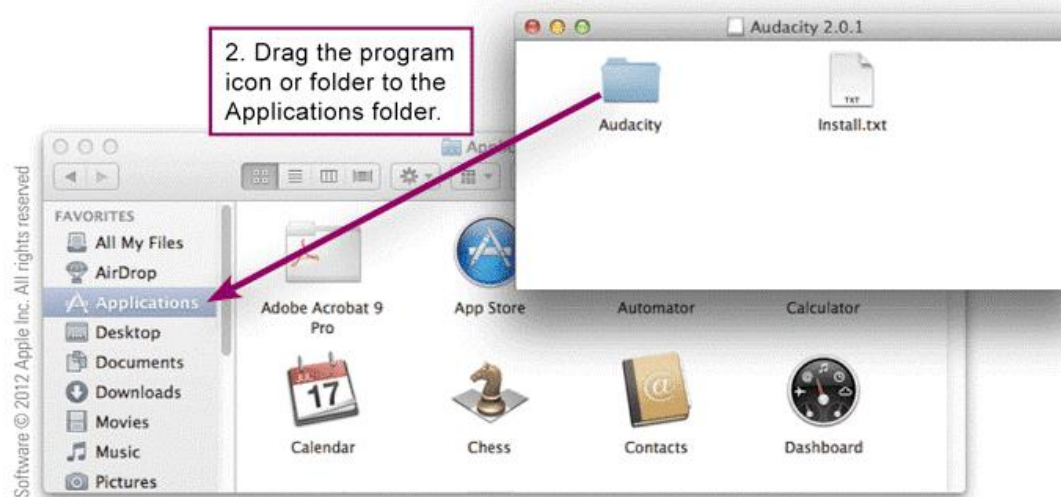 Audacity 2.0.1
2. Drag the program
icon or folder to the
Applications folder.
TXT
Audacity
Install.txt
FAVORITES
All My Files
AirDrop
Applications
Desktop
Documents
Downloads
Movies
Music
Pictures
Adobe Acrobat 9
Pro
App Store
Automator
Calculator
17
Calendar
Chess
Contacts
Dashboard
Software © 2012 Apple Inc. All rights reserved